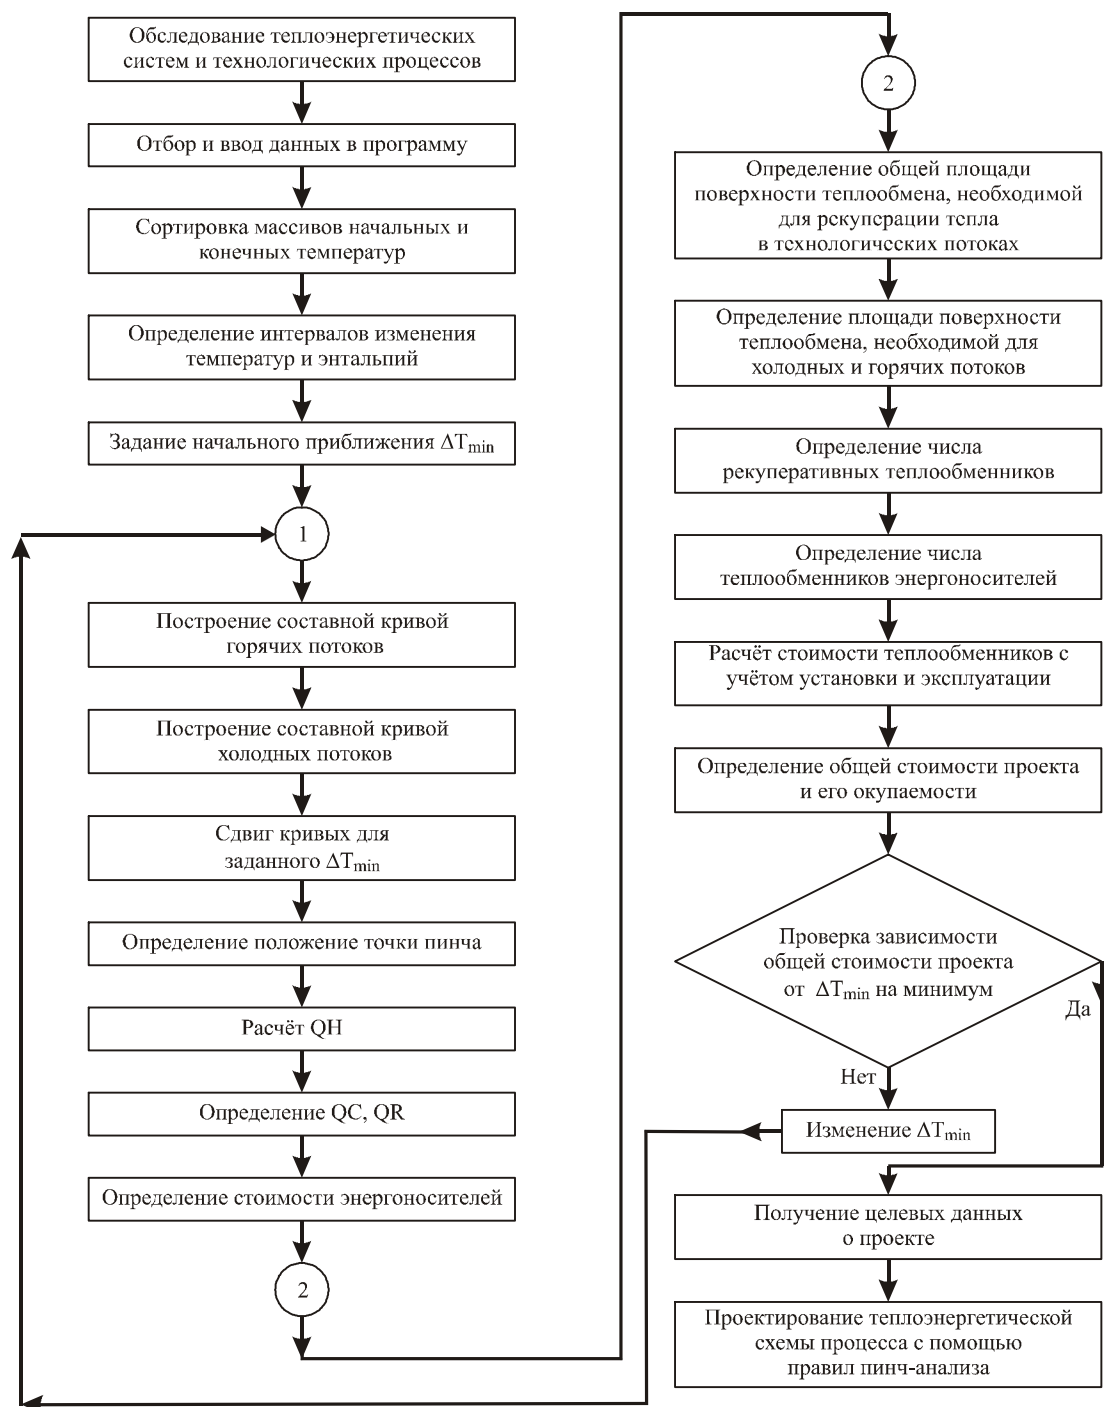 Обследование теплоэнергетических
систем и технологических процессов
Отбор и ввод данных в программу
Сортировка массивов начальных и
конечных температур
Определение интервалов изменения
температур и энтальпий
Задание начального приближения ΔTmin
1
Построение составной кривой
горячих потоков
Построение составной кривой
холодных потоков
Сдвиг кривых для
заданного ΔTmin
Определение положение точки пинча
Расчёт QH
Определение QC, QR
Определение стоимости энергоносителей
2
2
Определение общей площади
поверхности теплообмена, необходимой
для рекуперации тепла
в технологических потоках
Определение площади поверхности
теплообмена, необходимой для
холодных и горячих потоков
Определение числа
рекуперативных теплообменников
Определение числа
теплообменников энергоносителей
Расчёт стоимости теплообменников с
учётом установки и эксплуатации
Определение общей стоимости проекта
и его окупаемости
Проверка зависимости
общей стоимости проекта
от ΔTmin на минимум
Да
Нет
Изменение ΔTmin
Получение целевых данных
о проекте
Проектирование теплоэнергетической
схемы процесса с помощью
правил пинч-анализа